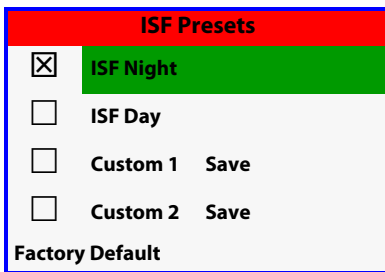 ISF Presets
ISF Night
ISF Day
Custom 1 Save
Custom 2 Save
Factory Default